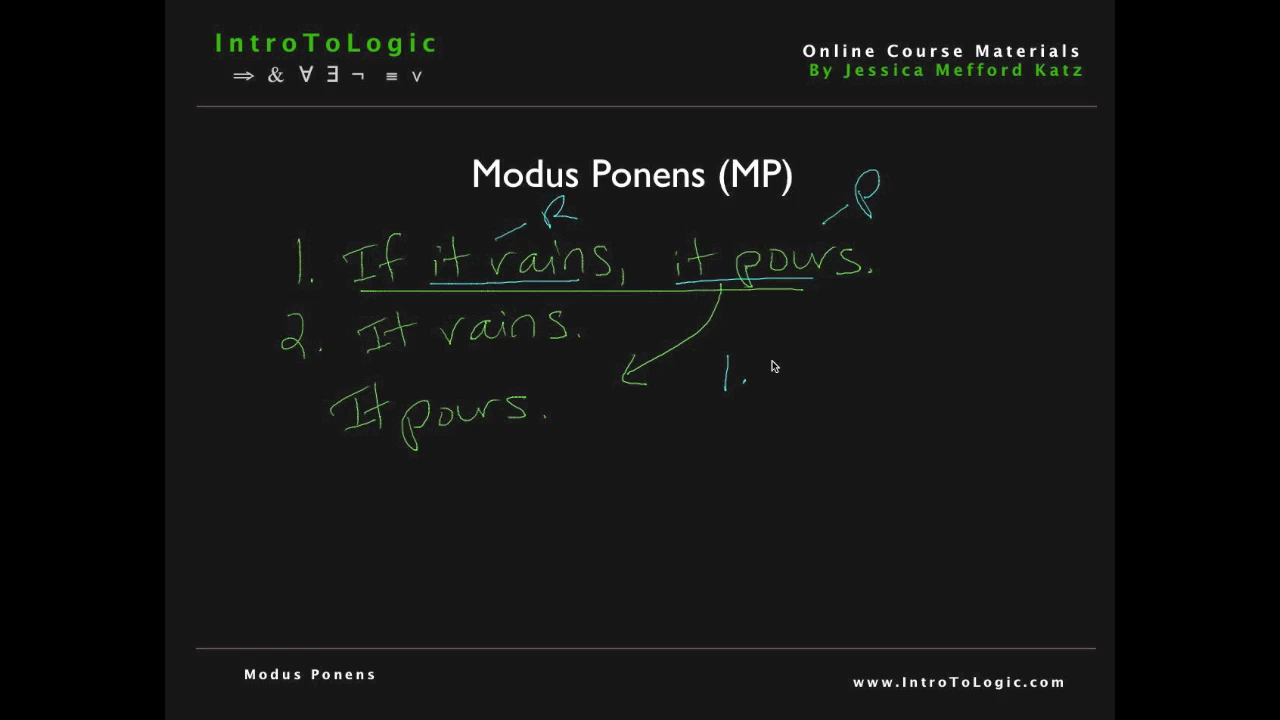 IntroToLogic
⇒ & ∀ ∃ ¬ ≡ v
Online Course Materials
By Jessica Mefford Katz
Modus Ponens (MP)
R P
1. If it rains, it pours.
2. It rains.
1.
It pours.
Modus Ponens
www.IntroToLogic.com